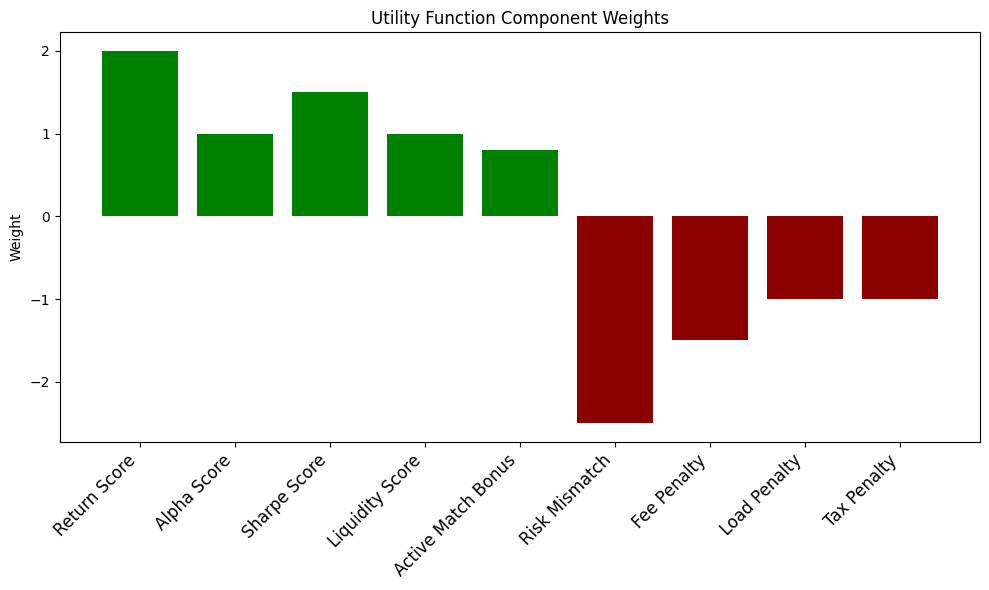 Utility Function Component Weights
Weight
2
1
0
−1
−2
Return Score
Alpha Score
Sharpe Score
Liquidity Score
Active Match Bonus
Risk Mismatch
Fee Penalty
Load Penalty
Tax Penalty